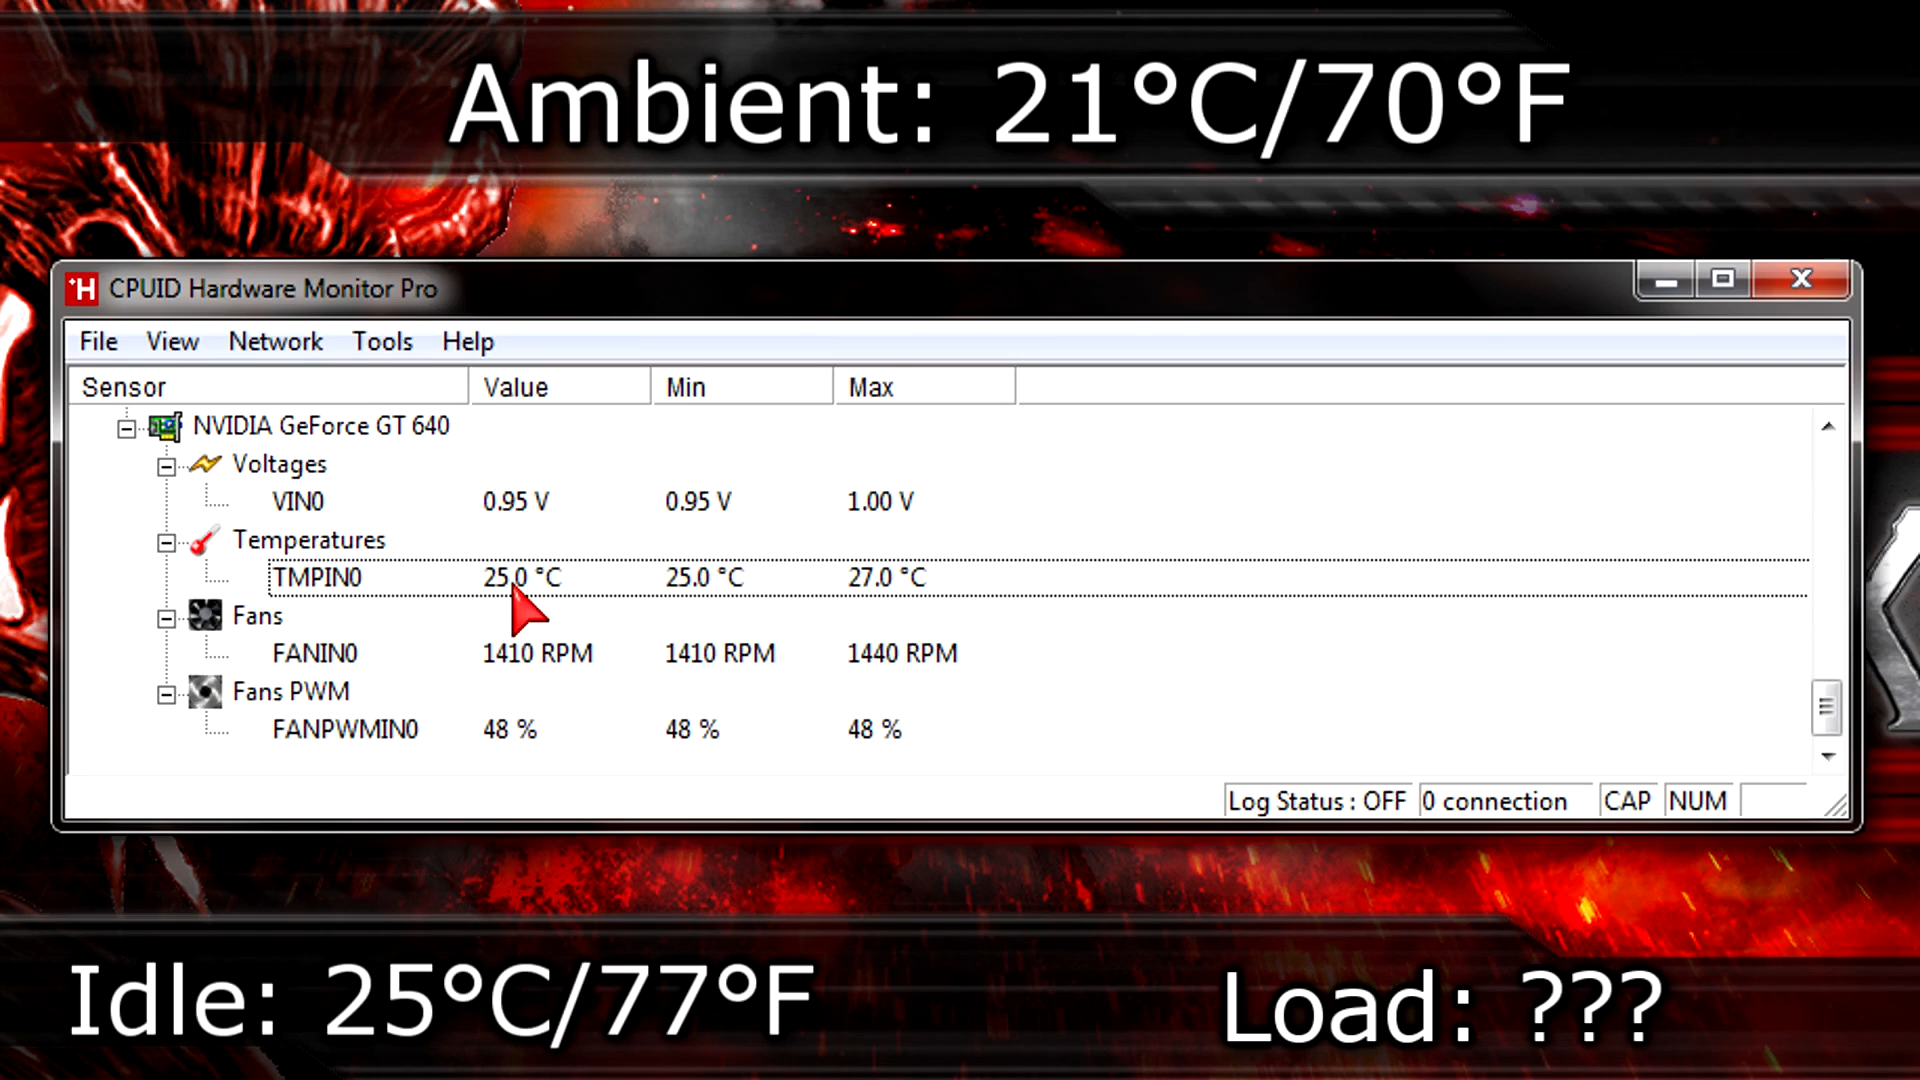 Ambient: 21°C/70°F
CPUID Hardware Monitor Pro
File View Network Tools Help
Sensor Value Min Max
NVIDIA GeForce GT 640
Voltages
VIN0 0.95 V 0.95 V 1.00 V
Temperatures
TMPIN0 25.0 °C 25.0 °C 27.0 °C
Fans
FANIN0 1410 RPM 1410 RPM 1440 RPM
Fans PWM
FANPWMIN0 48 % 48 % 48 %
Log Status : OFF 0 connection CAP NUM
Idle: 25°C/77°F Load: ???